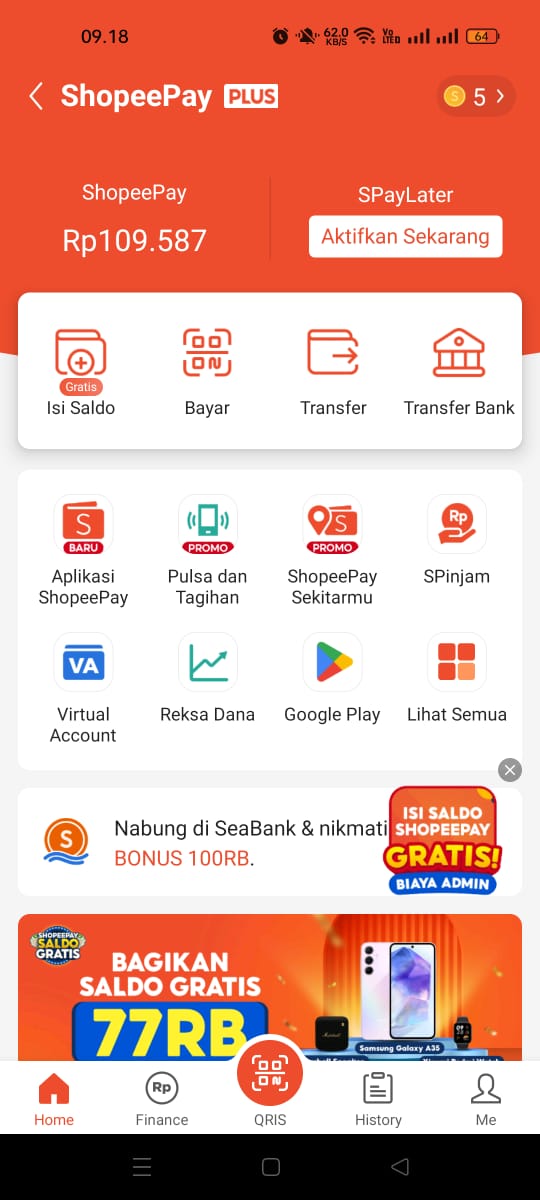 09.18
62.0 KB/S
Vo LTED
64
ShopeePay PLUS
S 5
ShopeePay
SPayLater
Rp109.587
Aktifkan Sekarang
Gratis
Isi Saldo
Bayar
Transfer
Transfer Bank
S
BARU
Aplikasi
ShopeePay
PROMO
Pulsa dan
Tagihan
S
PROMO
ShopeePay
Sekitarmu
Rp
SPinjam
VA
Virtual
Account
Reksa Dana
Google Play
Lihat Semua
S
Nabung di SeaBank & nikmati
BONUS 100RB.
ISI SALDO
SHOPEEPAY
GRATIS!
BIAYA ADMIN
SHOPEEPAY
SALDO
GRATIS
BAGIKAN
SALDO GRATIS
77RB
Samsung Galaxy A35
Home
Rp
Finance
QRIS
History
Me